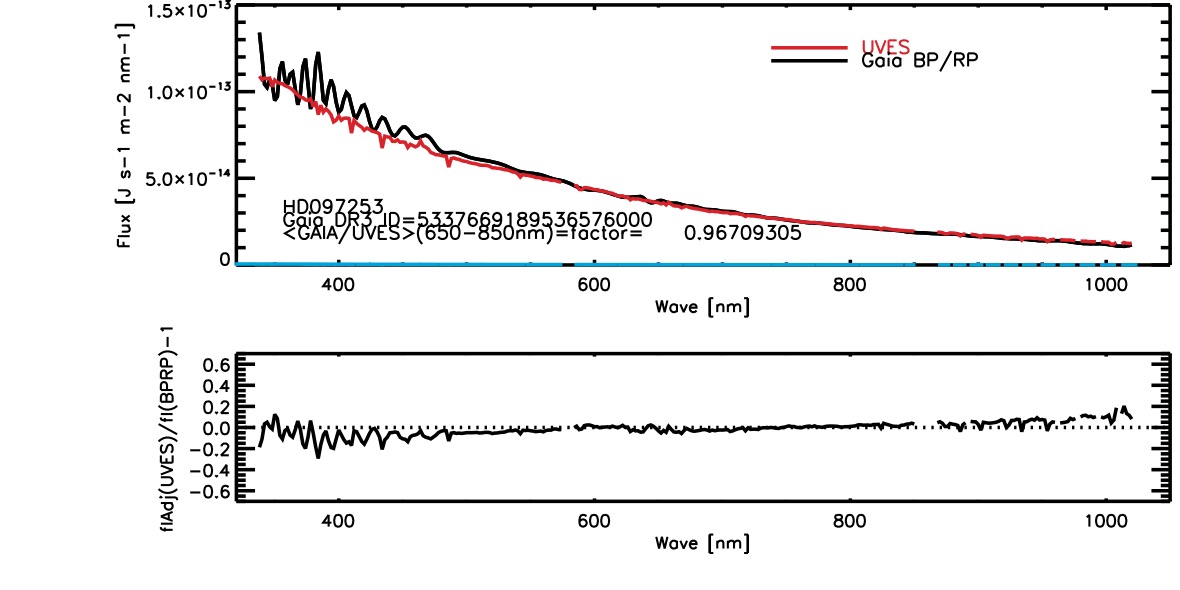 1.5×10−13
1.0×10−13
5.0×10−14
0
Flux [J s−1 m−2 nm−1]
UVES
Gaia BP/RP
HD097253
Gaia DR3 ID=5337669189536576000
<GAIA/UVES>(650−850nm)=factor= 0.96709305
400 600 800 1000
Wave [nm]
0.6
0.4
0.2
0.0
−0.2
−0.4
−0.6
flAdj(UVES)/fl(BPRP)−1
400 600 800 1000
Wave [nm]